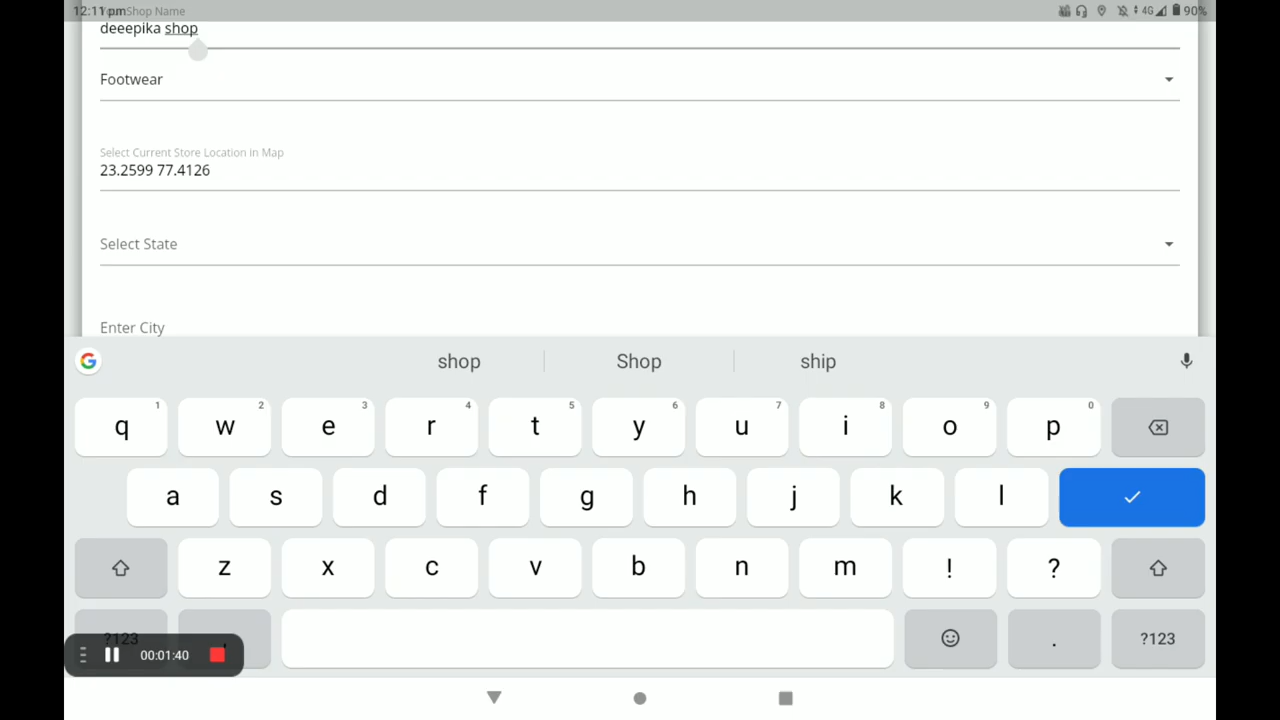 12:11 pm Your Shop Name
4G 90%
deeepika shop
Footwear
Select Current Store Location in Map
23.2599 77.4126
Select State
Enter City
shop Shop ship
q 1 w 2 e 3 r 4 t 5 y 6 u 7 i 8 o 9 p 0
a s d f g h j k l
z x c v b n m ! ?
?123 , . ?123
00:01:40